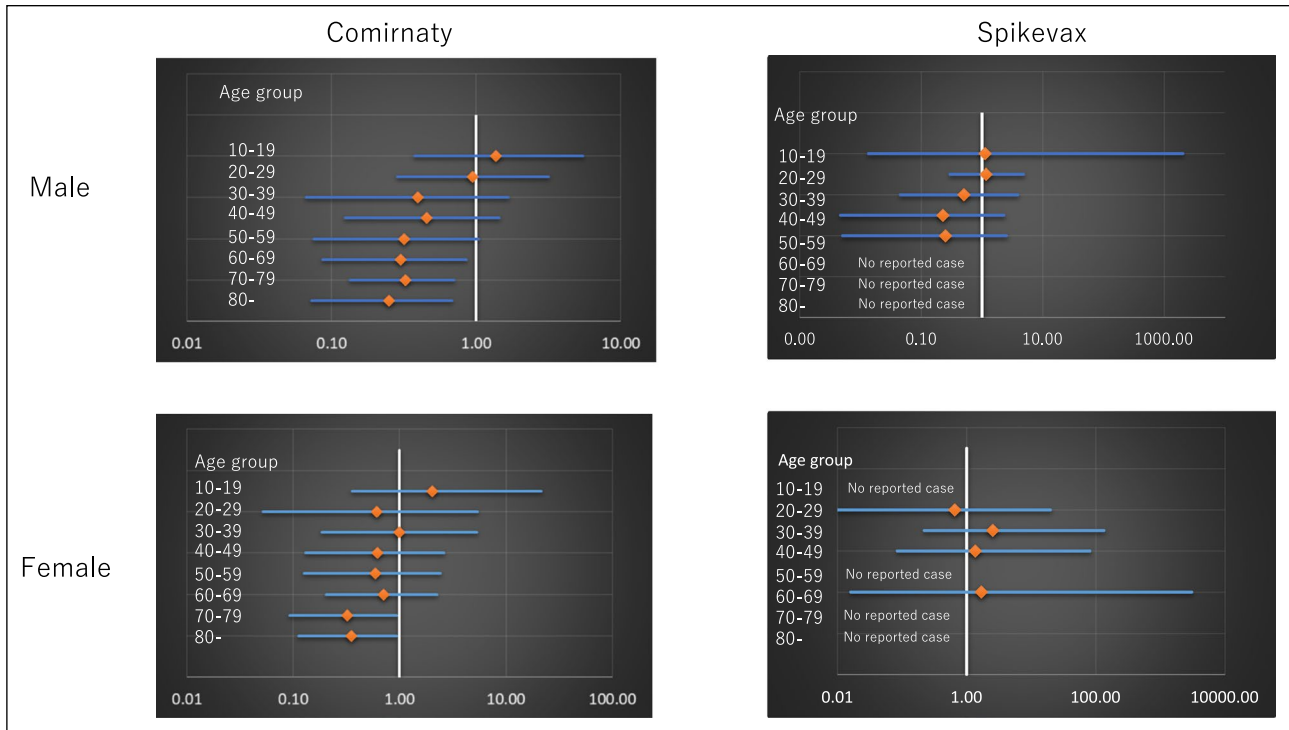 Comirnaty
Spikevax
Male
Age group
10-19
20-29
30-39
40-49
50-59
60-69
70-79
80-
0.01 0.10 1.00 10.00
Age group
10-19
20-29
30-39
40-49
50-59
60-69 No reported case
70-79 No reported case
80- No reported case
0.00 0.10 10.00 1000.00
Female
Age group
10-19
20-29
30-39
40-49
50-59
60-69
70-79
80-
0.01 0.10 1.00 10.00 100.00
Age group
10-19 No reported case
20-29
30-39
40-49
50-59 No reported case
60-69
70-79 No reported case
80- No reported case
0.01 1.00 100.00 10000.00